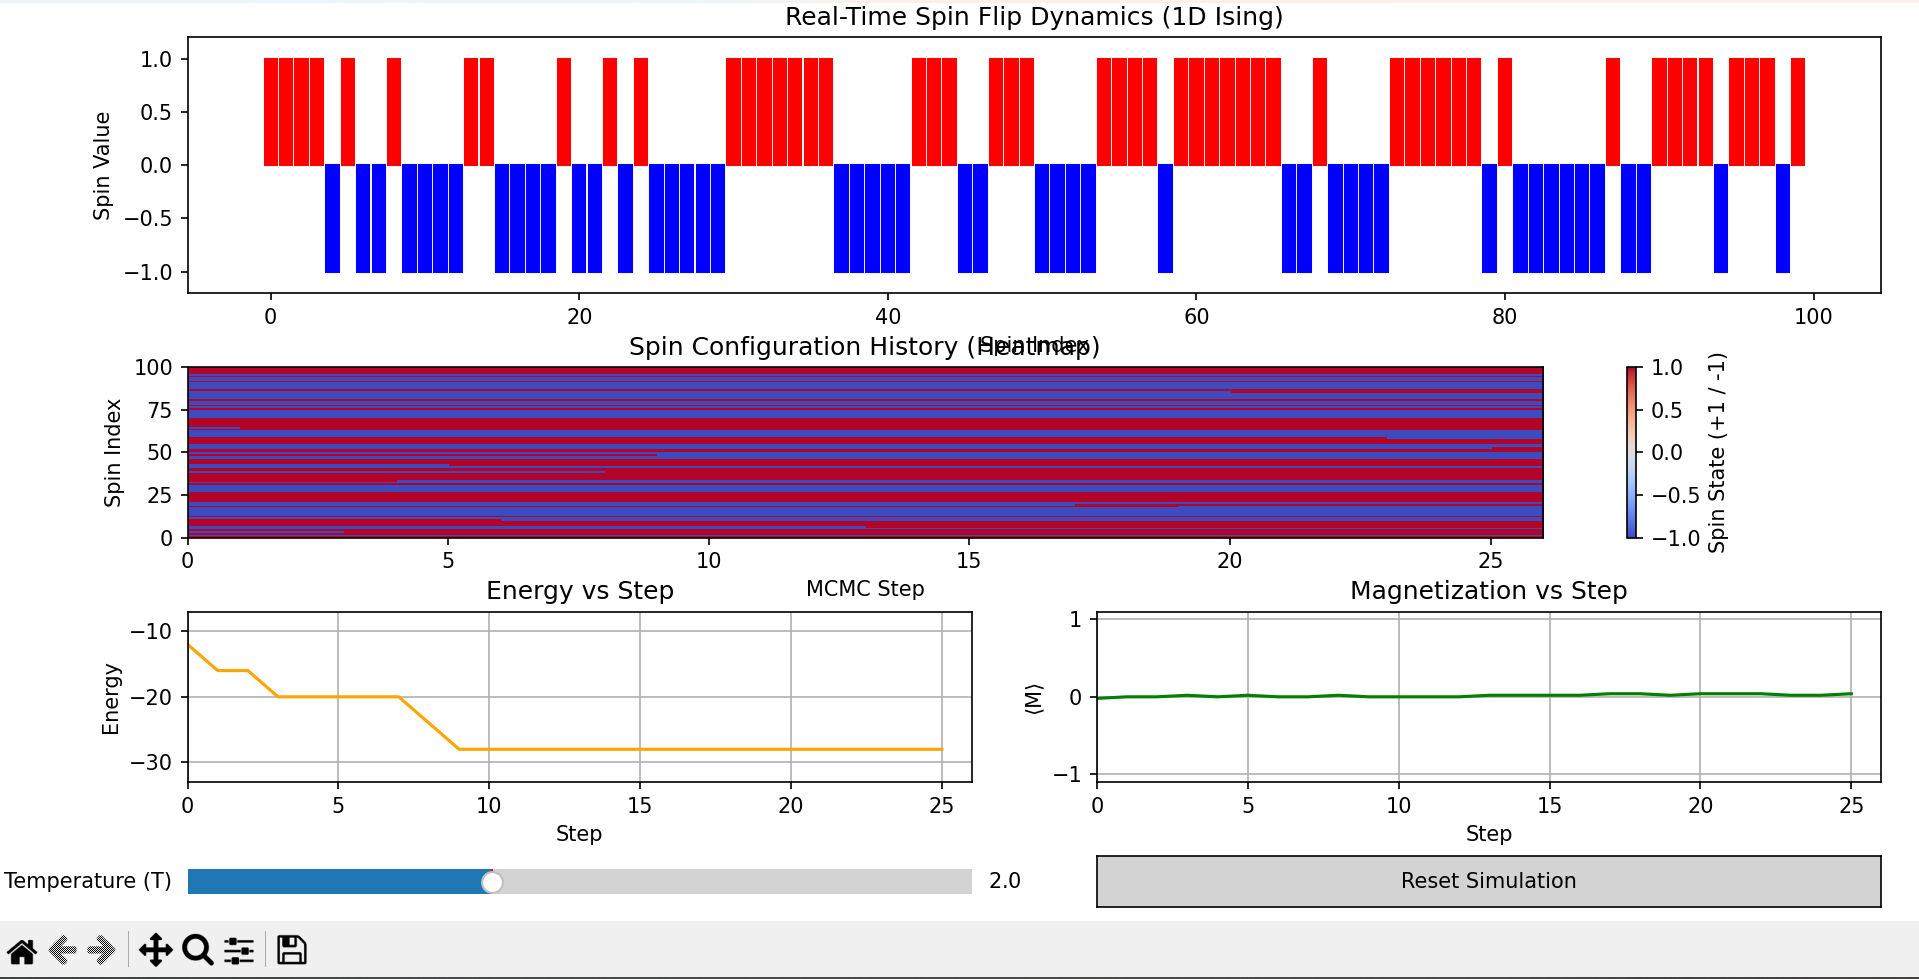 Real-Time Spin Flip Dynamics (1D Ising)
Spin Value
1.0
0.5
0.0
−0.5
−1.0
0 20 40 60 80 100
Spin Index
Spin Configuration History (Heatmap)
Spin Index
100
75
50
25
0
0 5 10 15 20 25
MCMC Step
1.0
0.5
0.0
−0.5
−1.0
Spin State (+1 / -1)
Energy vs Step
Energy
−10
−20
−30
0 5 10 15 20 25
Step
Magnetization vs Step
⟨M⟩
1
0
−1
0 5 10 15 20 25
Step
Temperature (T) 2.0
Reset Simulation